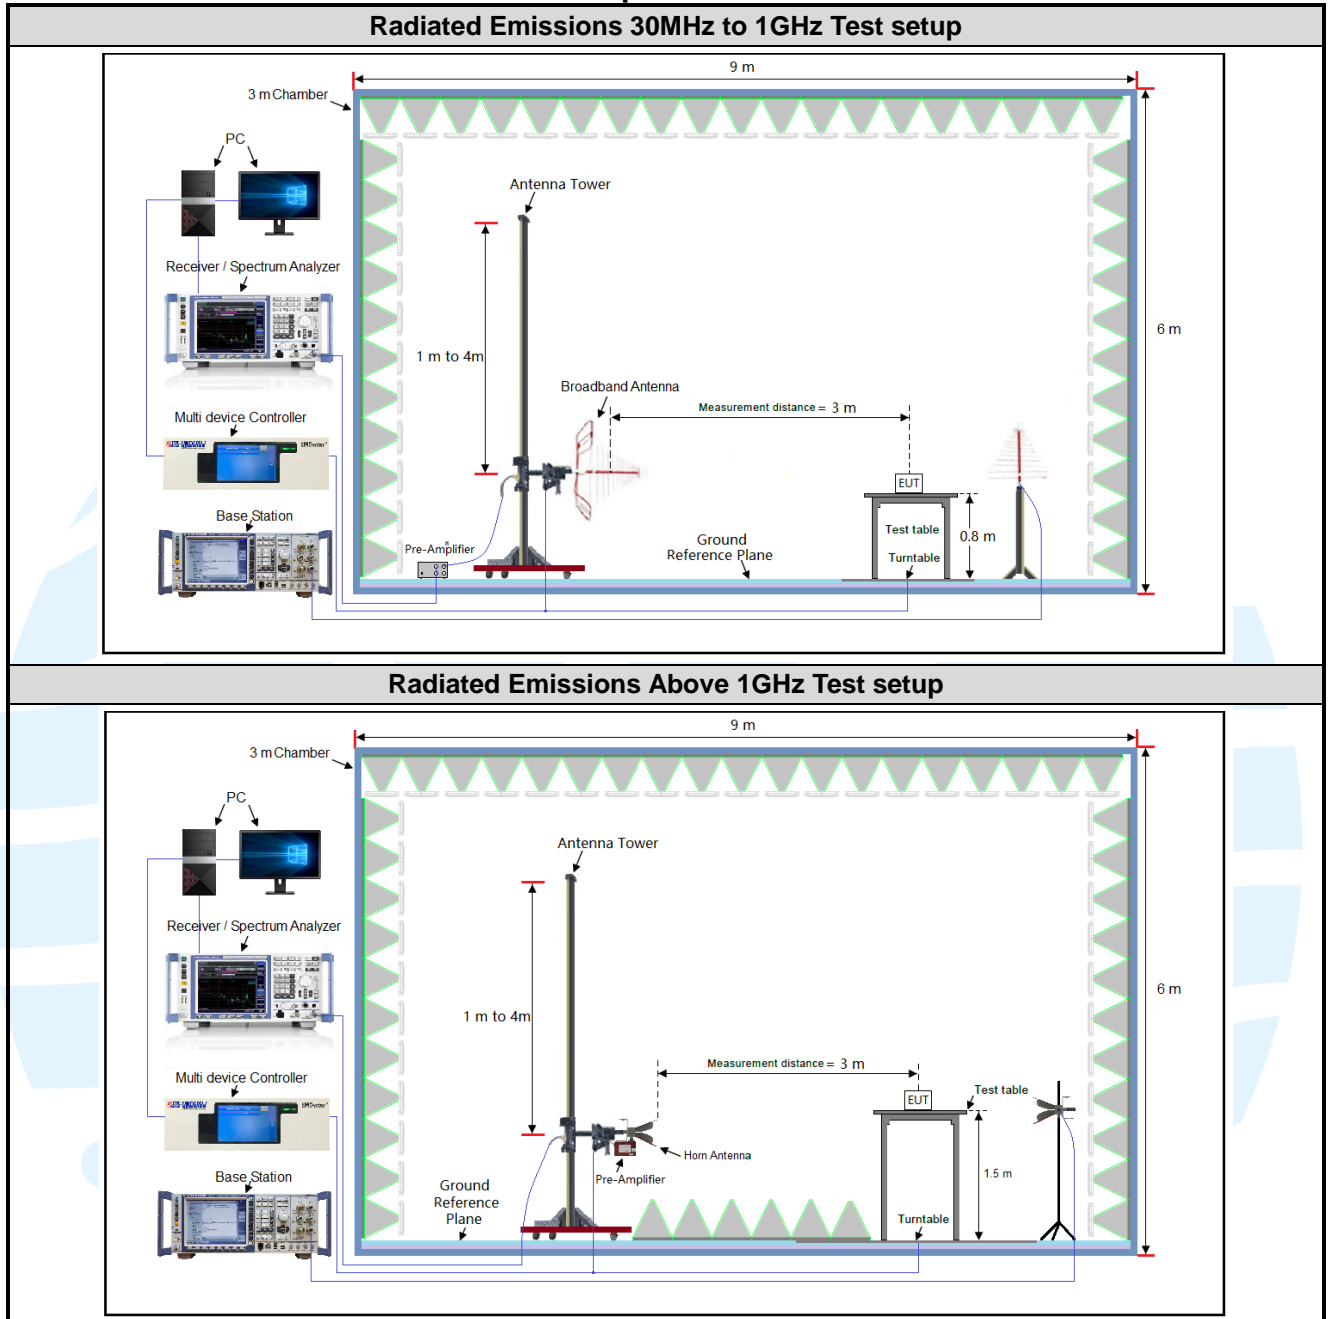 Radiated Emissions 30MHz to 1GHz Test setup
9 m
3 m Chamber
PC
Antenna Tower
Receiver / Spectrum Analyzer
6 m
1 m to 4m
Broadband Antenna
Measurement distance = 3 m
Multi device Controller
EUT
Base Station
Test table
0.8 m
Ground
Reference Plane
Pre-Amplifier
Turntable
Radiated Emissions Above 1GHz Test setup
9 m
3 m Chamber
PC
Antenna Tower
Receiver / Spectrum Analyzer
6 m
1 m to 4m
Measurement distance = 3 m
Multi device Controller
Test table
EUT
Horn Antenna
Pre-Amplifier
1.5 m
Base Station
Ground
Reference
Plane
Turntable